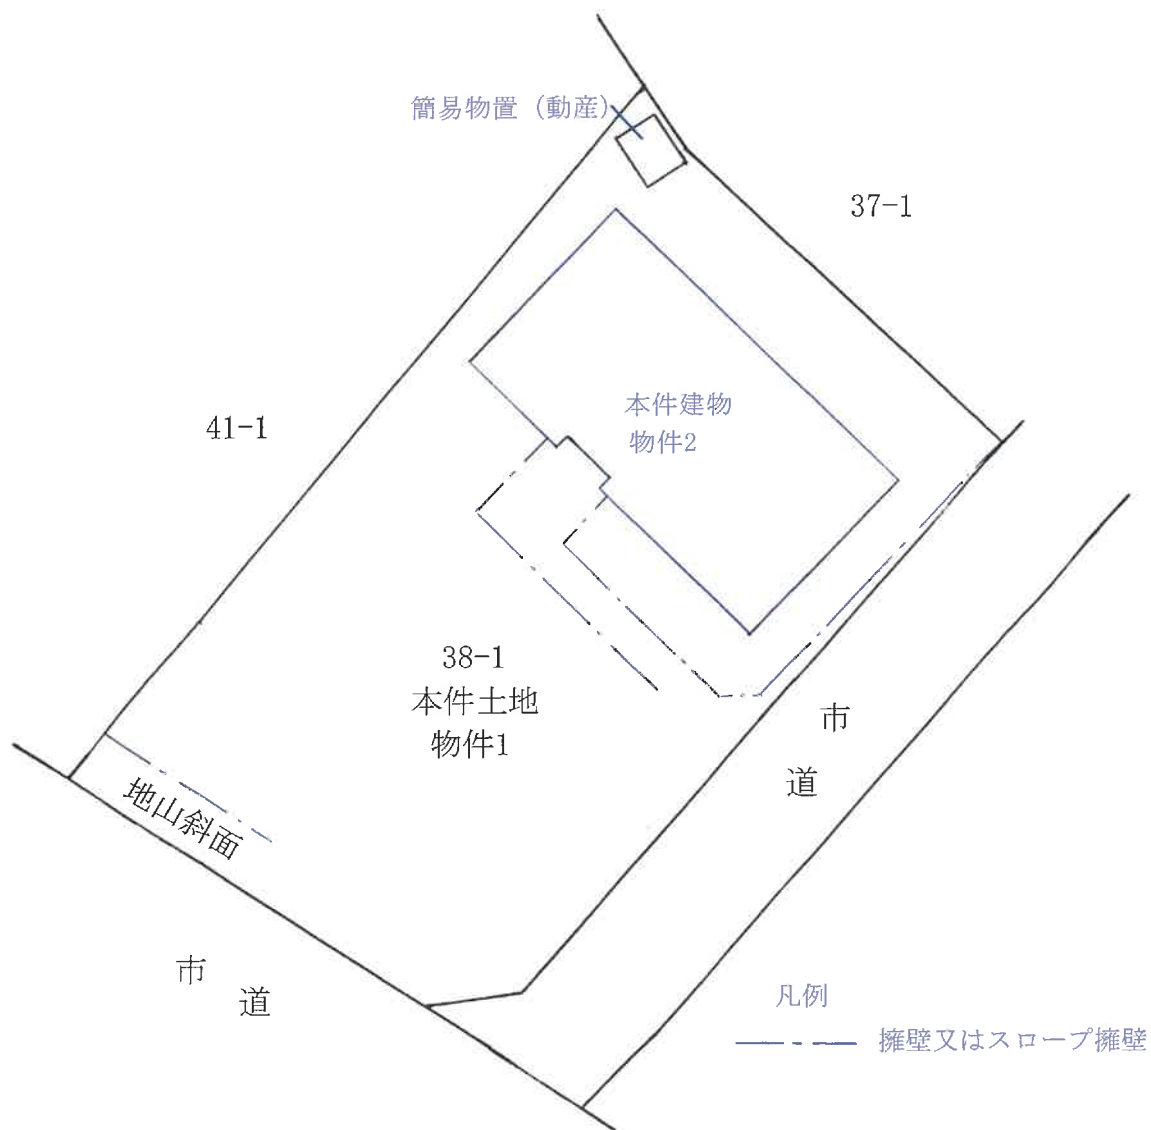 簡易物置（動産）
37-1
本件建物
物件2
41-1
38-1
本件土地
物件1
市
道
地山斜面
市
道
凡例
擁壁又はスロープ擁壁